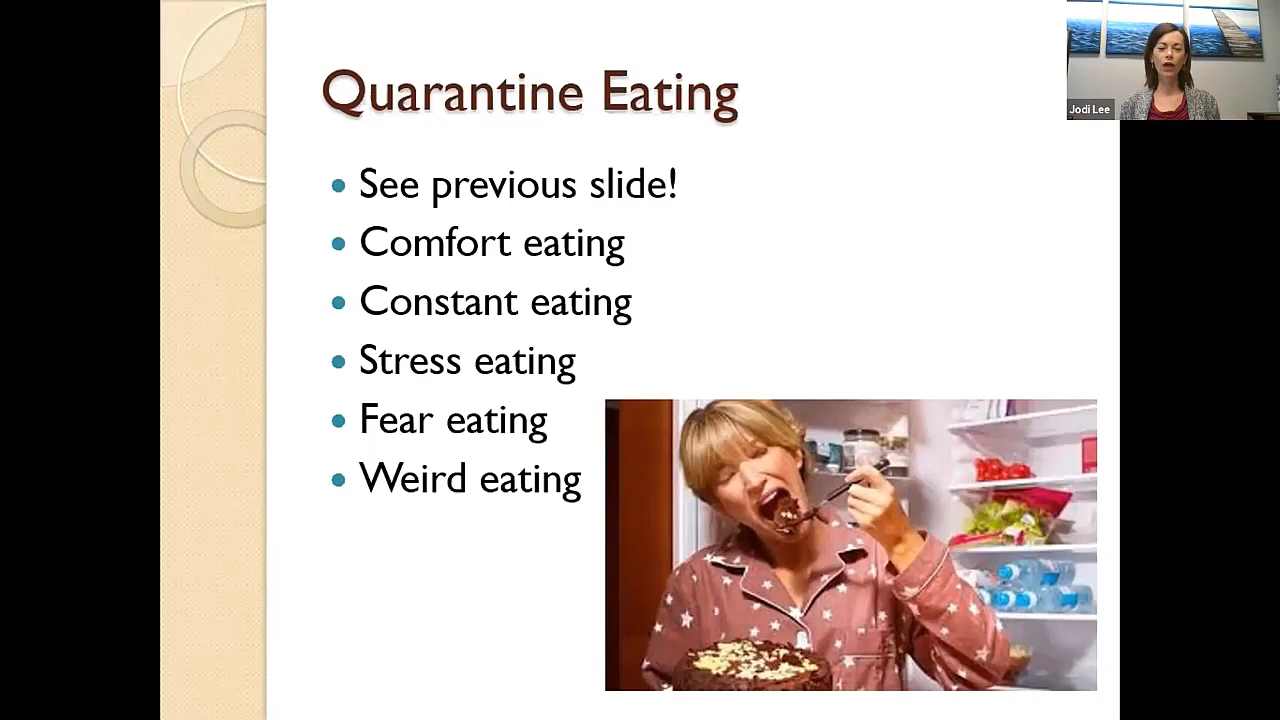 Quarantine Eating
See previous slide!
Comfort eating
Constant eating
Stress eating
Fear eating
Weird eating
Jodi Lee